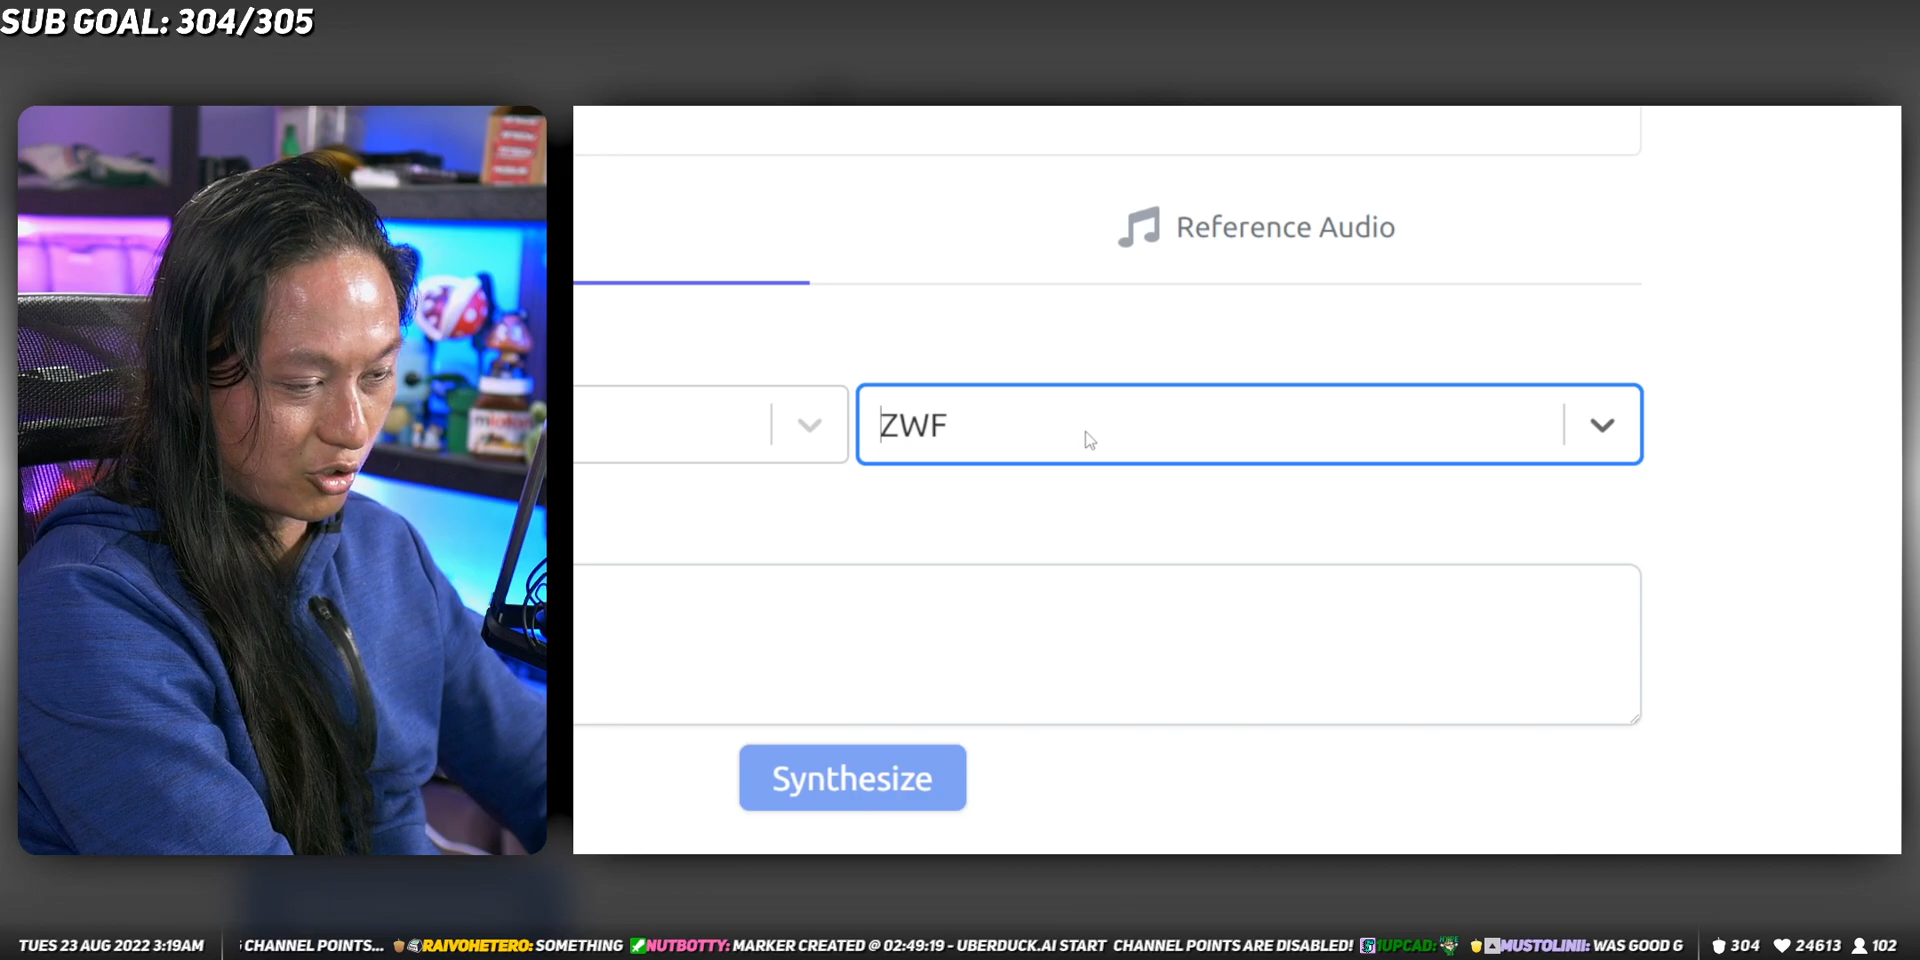 SUB GOAL: 304/305
Reference Audio
ZWF
Synthesize
TUES 23 AUG 2022 3:19AM
CHANNEL POINTS... RAIVOHETERO: SOMETHING NUTBOTTY: MARKER CREATED @ 02:49:19 - UBERDUCK.AI START CHANNEL POINTS ARE DISABLED! 1UPCAD: MUSTOLINII: WAS GOOD G
304 24613 102